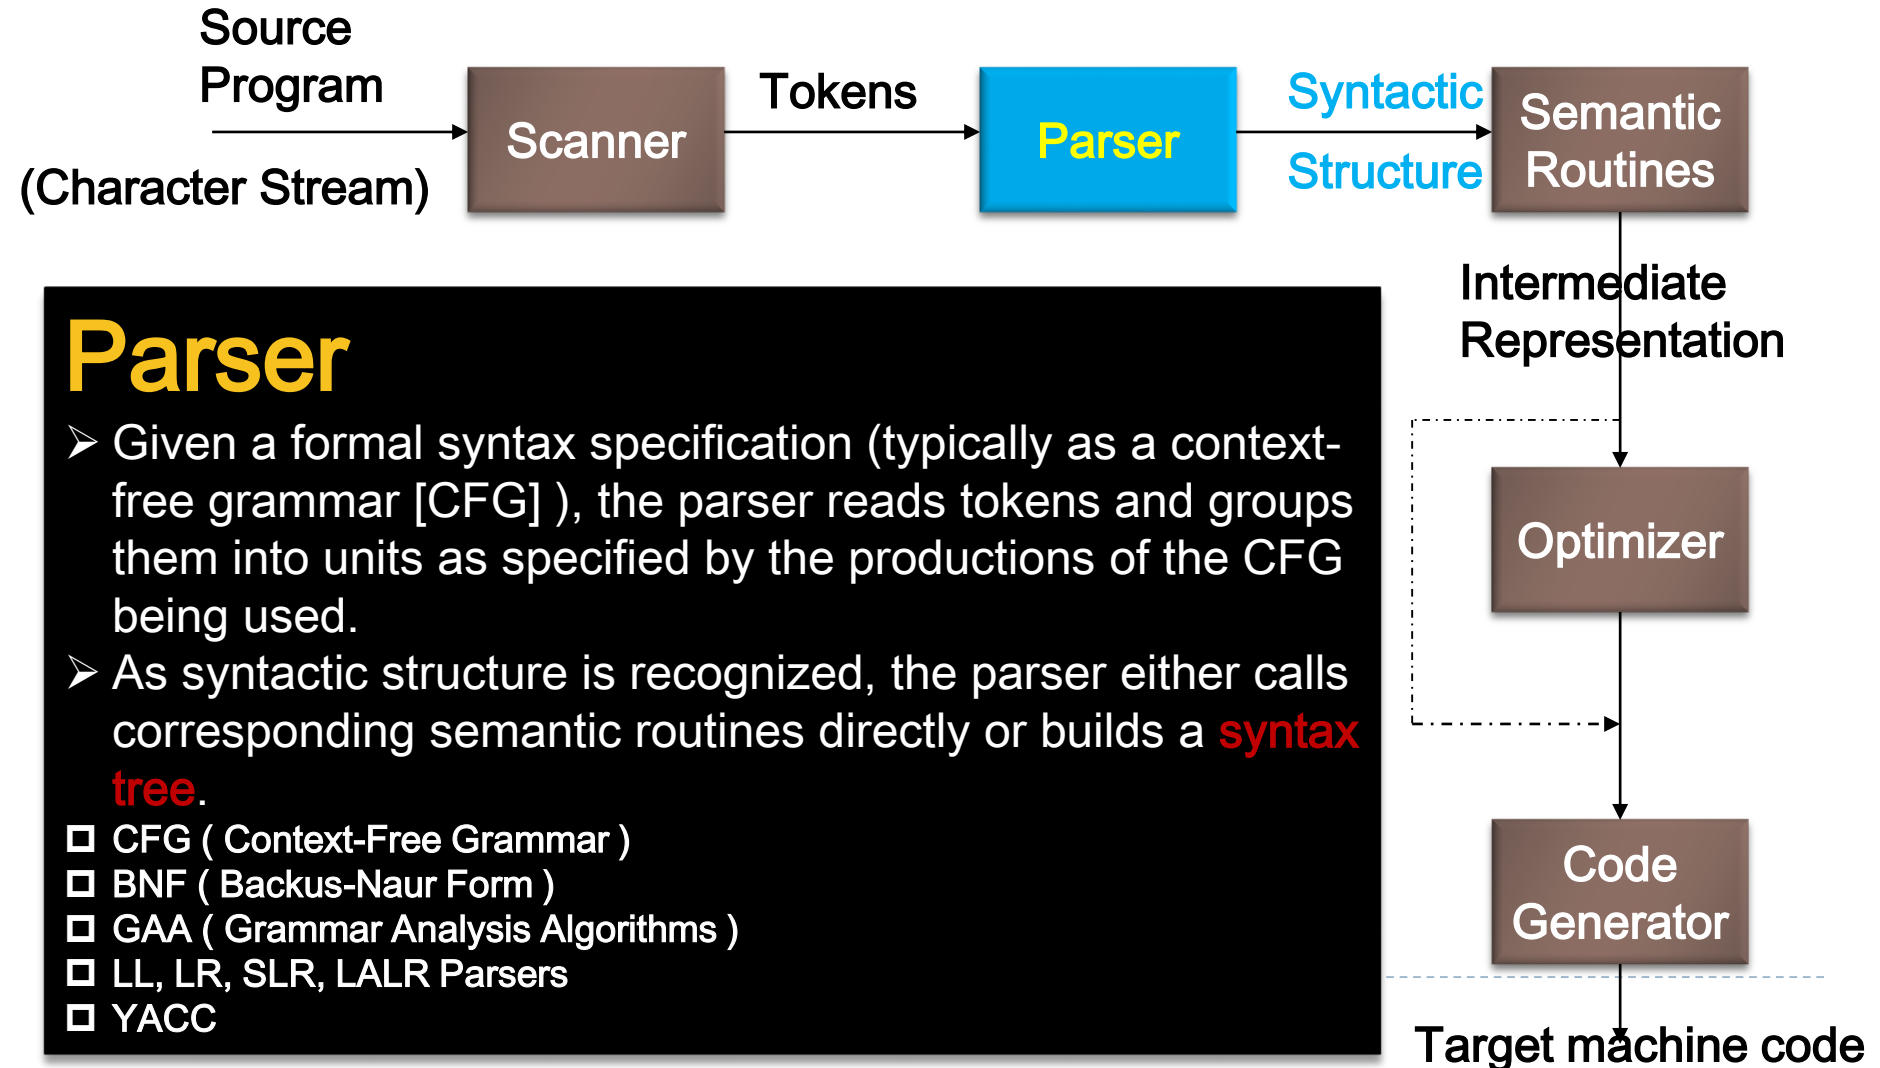 Source
Program
(Character Stream)
Scanner
Tokens
Parser
Syntactic
Structure
Semantic
Routines
Intermediate
Representation
Optimizer
Code
Generator
Target machine code
Parser
Given a formal syntax specification (typically as a context-
free grammar [CFG] ), the parser reads tokens and groups
them into units as specified by the productions of the CFG
being used.
As syntactic structure is recognized, the parser either calls
corresponding semantic routines directly or builds a syntax
tree.
CFG ( Context-Free Grammar )
BNF ( Backus-Naur Form )
GAA ( Grammar Analysis Algorithms )
LL, LR, SLR, LALR Parsers
YACC